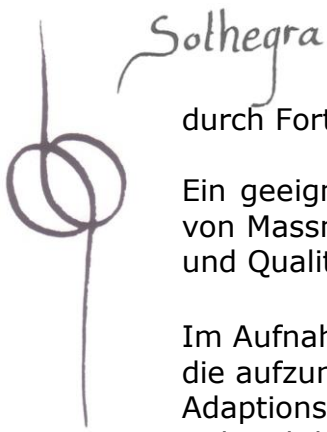 Sothegra
durch Fort
Ein geeign
von Massn
und Qualit
Im Aufnah
die aufzun
Adaptions